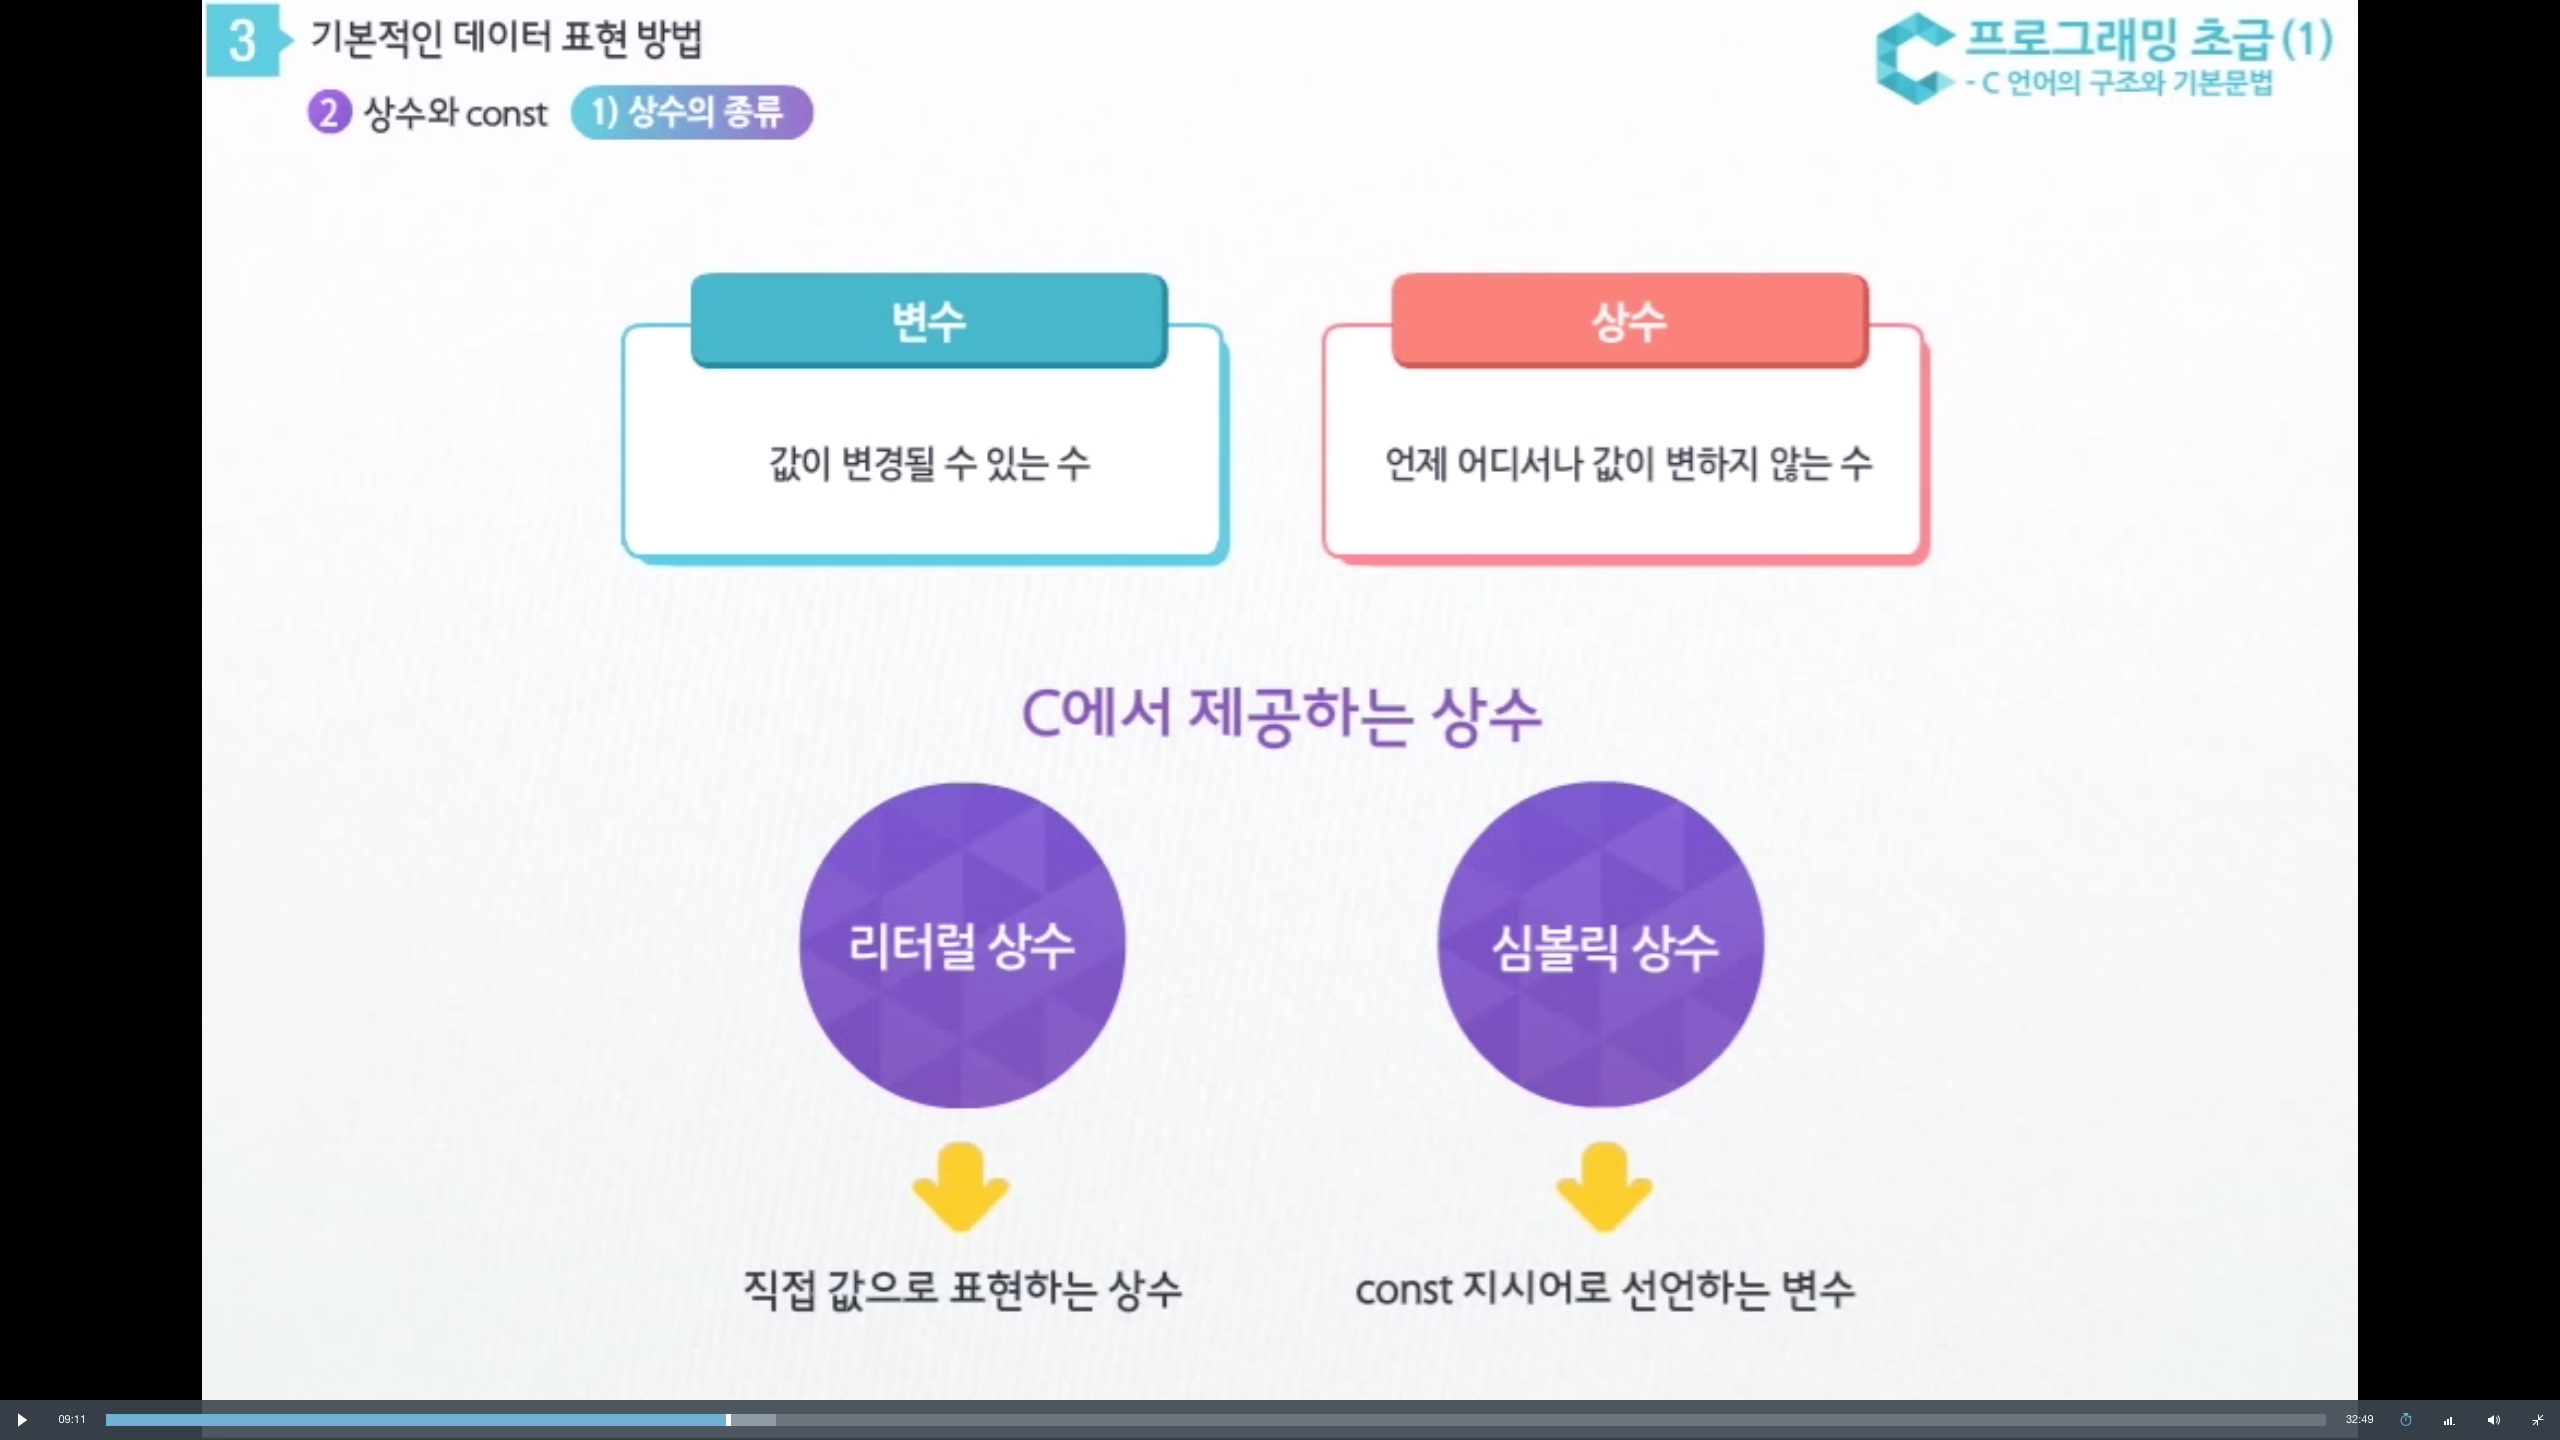 3 기본적인 데이터 표현 방법
프로그래밍 초급(1)
- C 언어의 구조와 기본문법
2 상수와 const 1) 상수의 종류
변수
상수
값이 변경될 수 있는 수
언제 어디서나 값이 변하지 않는 수
C에서 제공하는 상수
리터럴 상수
심볼릭 상수
직접 값으로 표현하는 상수
const 지시어로 선언하는 변수
09:11
32:49